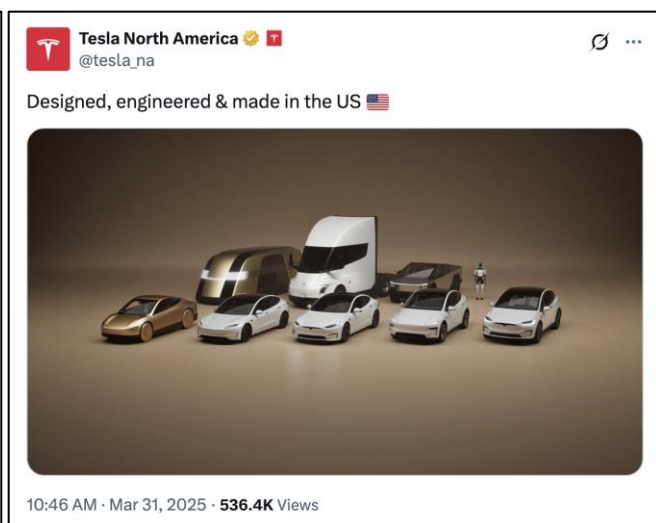 Tesla North America
@tesla_na
Designed, engineered & made in the US 🇺🇸
10:46 AM · Mar 31, 2025 · 536.4K Views